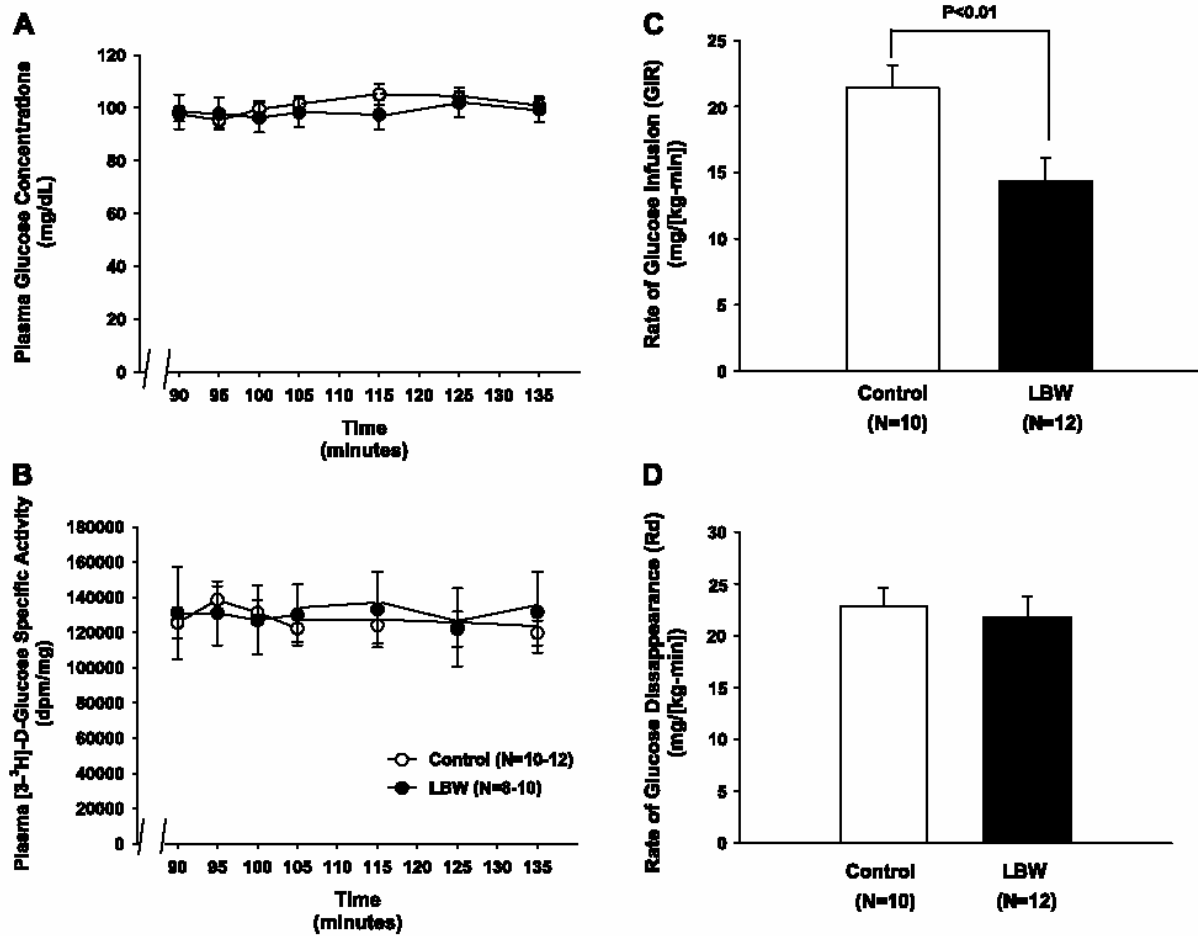 A
Plasma Glucose Concentrations
(mg/dL)
120
100
80
60
40
20
0
90 95 100 105 110 115 120 125 130 135
Time
(minutes)
B
Plasma [3-³H]-D-Glucose Specific Activity
(dpm/mg)
180000
160000
140000
120000
100000
80000
60000
40000
20000
0
Control (N=10-12)
LBW (N=8-10)
90 95 100 105 110 115 120 125 130 135
Time
(minutes)
C
P<0.01
Rate of Glucose Infusion (GIR)
(mg/[kg-min])
25
20
15
10
5
0
Control LBW
(N=10) (N=12)
D
Rate of Glucose Dissappearance (Rd)
(mg/[kg-min])
30
25
20
15
10
5
0
Control LBW
(N=10) (N=12)